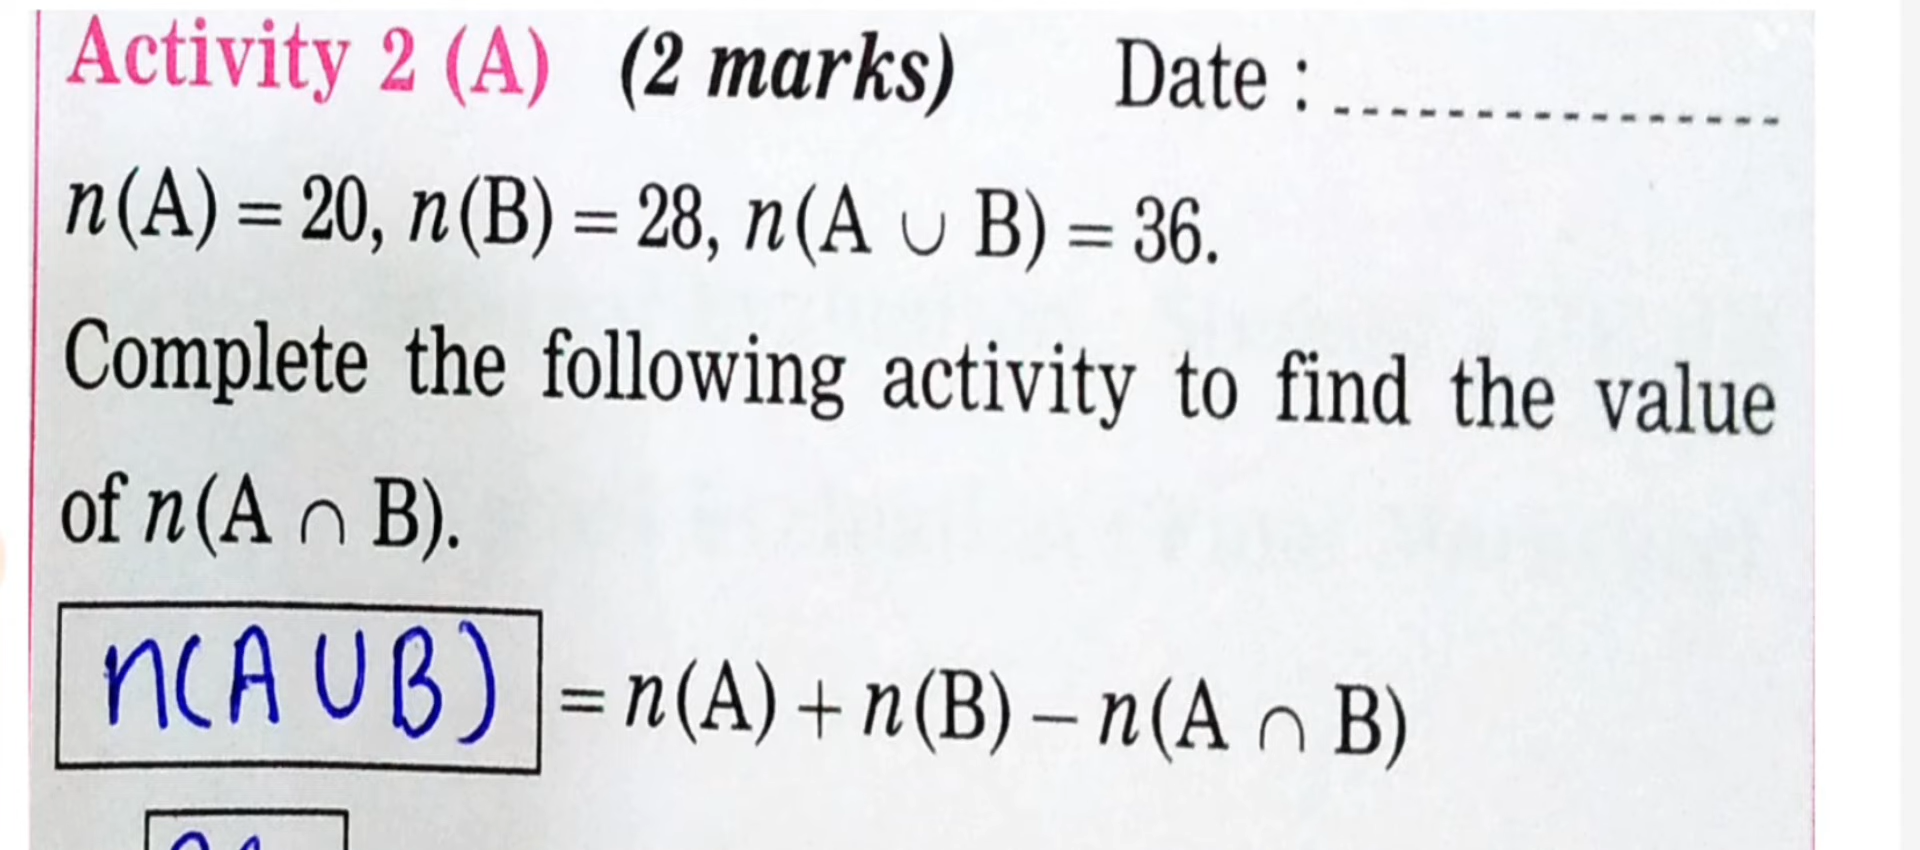 Activity 2 (A) (2 marks) Date : ................
n(A) = 20, n(B) = 28, n(A ∪ B) = 36.
Complete the following activity to find the value
of n(A ∩ B).
n(A ∪ B) = n(A) + n(B) – n(A ∩ B)